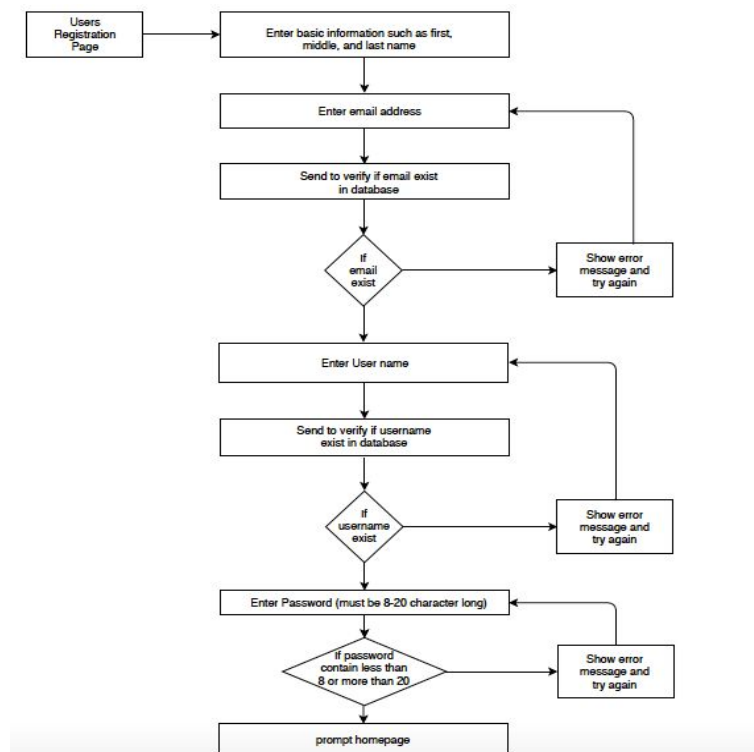 Users
Registration
Page
Enter basic information such as first,
middle, and last name
Enter email address
Send to verify if email exist
in database
If
email
exist
Show error
message and
try again
Enter User name
Send to verify if username
exist in database
If
username
exist
Show error
message and
try again
Enter Password (must be 8-20 character long)
If password
contain less than
8 or more than 20
Show error
message and
try again
prompt homepage